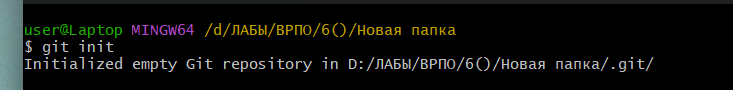 user@Laptop MINGW64 /d/ЛАБЫ/ВРПО/6()/Новая папка
$ git init
Initialized empty Git repository in D:/ЛАБЫ/ВРПО/6()/Новая папка/.git/